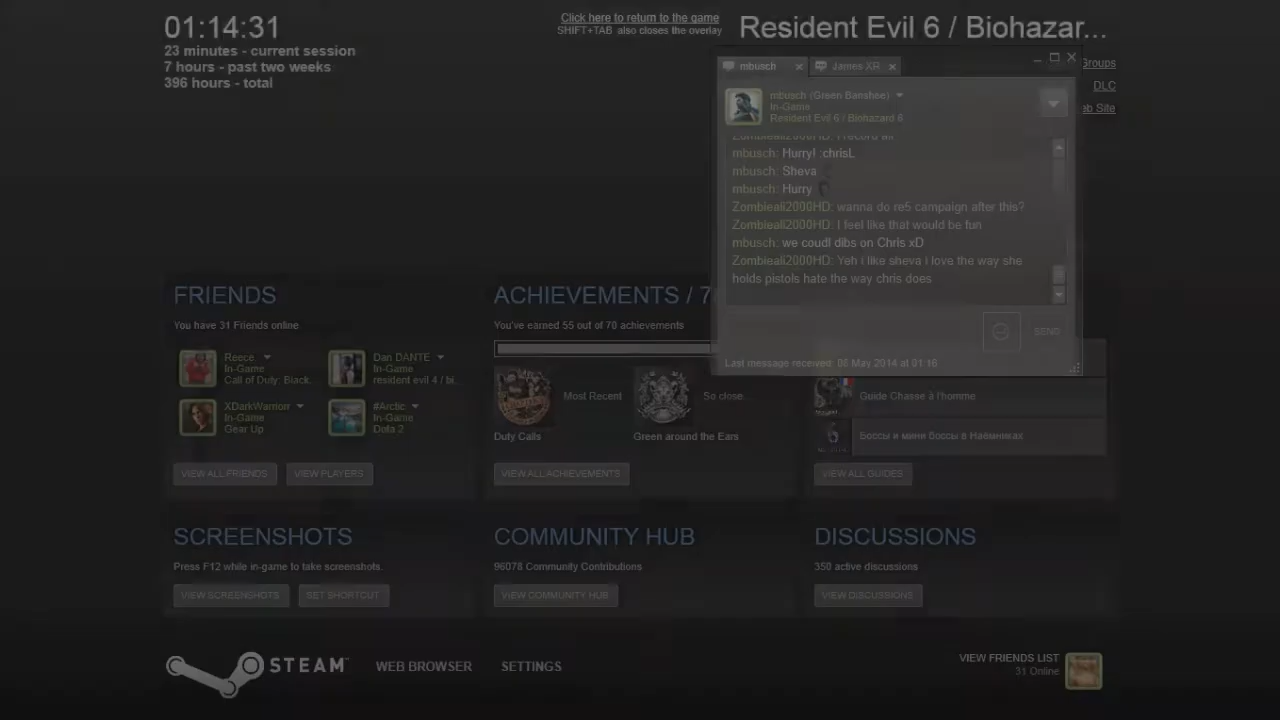 01:14:31
23 minutes - current session
7 hours - past two weeks
396 hours - total
Click here to return to the game
SHIFT+TAB also closes the overlay
Resident Evil 6 / Biohazar...
Groups
DLC
eb Site
mbusch
James XR
mbusch (Green Banshee)
In-Game
Resident Evil 6 / Biohazard 6
Zombieali2000HD: I record all
mbusch: Hurry! :chrisL
mbusch: Sheva
mbusch: Hurry
Zombieali2000HD: wanna do re5 campaign after this?
Zombieali2000HD: I feel like that would be fun
mbusch: we coudl dibs on Chris xD
Zombieali2000HD: Yeh i like sheva i love the way she
holds pistols hate the way chris does
SEND
Last message received: 06 May 2014 at 01:16
FRIENDS
You have 31 Friends online
Reece
In-Game
Call of Duty: Black.
Dan DANTE
In-Game
resident evil 4 / bi..
XDarkWarriorr
In-Game
Gear Up
#Arctic
In-Game
Dota 2
VIEW ALL FRIENDS
VIEW PLAYERS
ACHIEVEMENTS / 7
You've earned 55 out of 70 achievements
Most Recent
So close..
Duty Calls
Green around the Ears
VIEW ALL ACHIEVEMENTS
Guide Chasse à l'homme
Боссы и мини боссы в Наёмниках
VIEW ALL GUIDES
SCREENSHOTS
Press F12 while in-game to take screenshots.
VIEW SCREENSHOTS
SET SHORTCUT
COMMUNITY HUB
96078 Community Contributions
VIEW COMMUNITY HUB
DISCUSSIONS
350 active discussions
VIEW DISCUSSIONS
STEAM™
WEB BROWSER
SETTINGS
VIEW FRIENDS LIST
31 Online